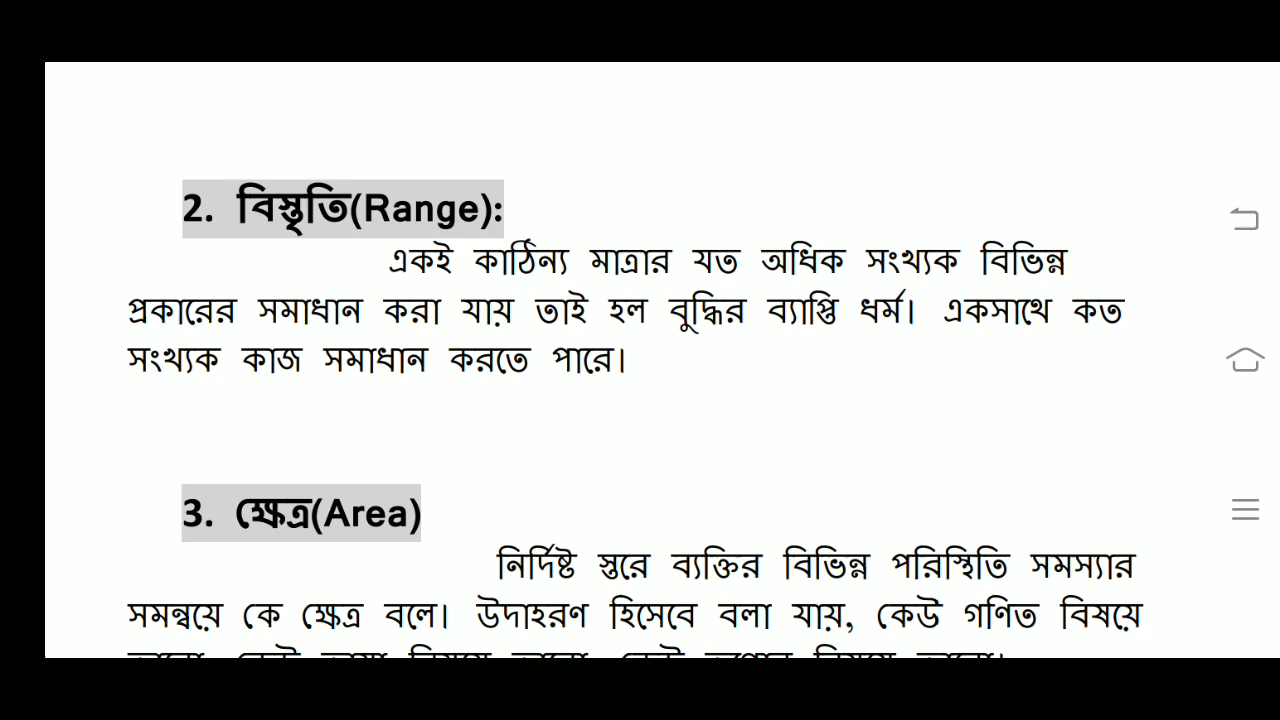 2. বিস্তৃতি(Range):
একই কাঠিন্য মাত্রার যত অধিক সংখ্যক বিভিন্ন
প্রকারের সমাধান করা যায় তাই হল বুদ্ধির ব্যাপ্তি ধর্ম। একসাথে কত
সংখ্যক কাজ সমাধান করতে পারে।
3. ক্ষেত্র(Area)
নির্দিষ্ট স্তরে ব্যক্তির বিভিন্ন পরিস্থিতি সমস্যার
সমন্বয়ে কে ক্ষেত্র বলে। উদাহরণ হিসেবে বলা যায়, কেউ গণিত বিষয়ে